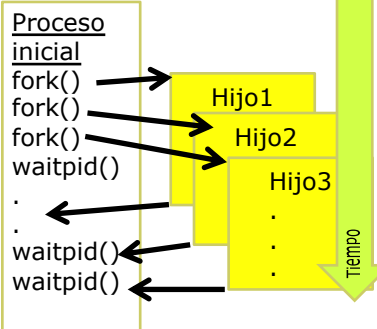 Proceso
inicial
fork()
fork()
fork()
waitpid()
.
.
waitpid()
waitpid()
Hijo1
Hijo2
Hijo3
.
.
.
Tiempo